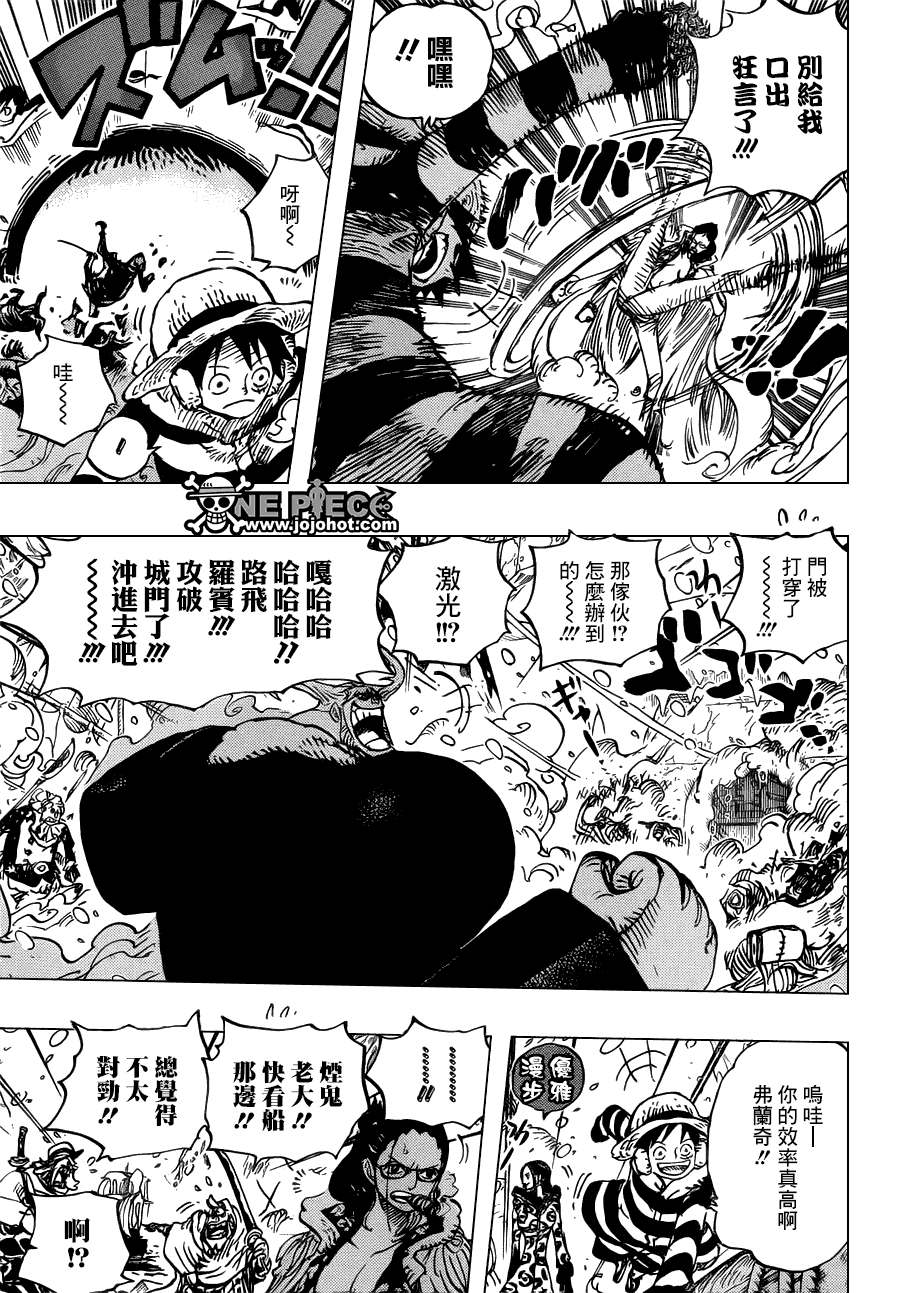 別給我
口出
狂言了!!!
嘿嘿
!!
ズム!!
呀啊～
哇～～
ONE PIECE
www.jojohot.com
門被
打穿了
～!!!
那傢伙!?
怎麼辦到
的～!!!
激光
!!?
嘎哈哈
哈哈哈!!
路飛
羅賓!!!
攻破
城門了!!!
沖進去吧
～～!!!
嗚哇—
你的效率真高啊
弗蘭奇!!
優雅
漫步
………!!
煙鬼
老大!!
快看船
那邊!!
總覺得
不太
對勁!!
啊!?